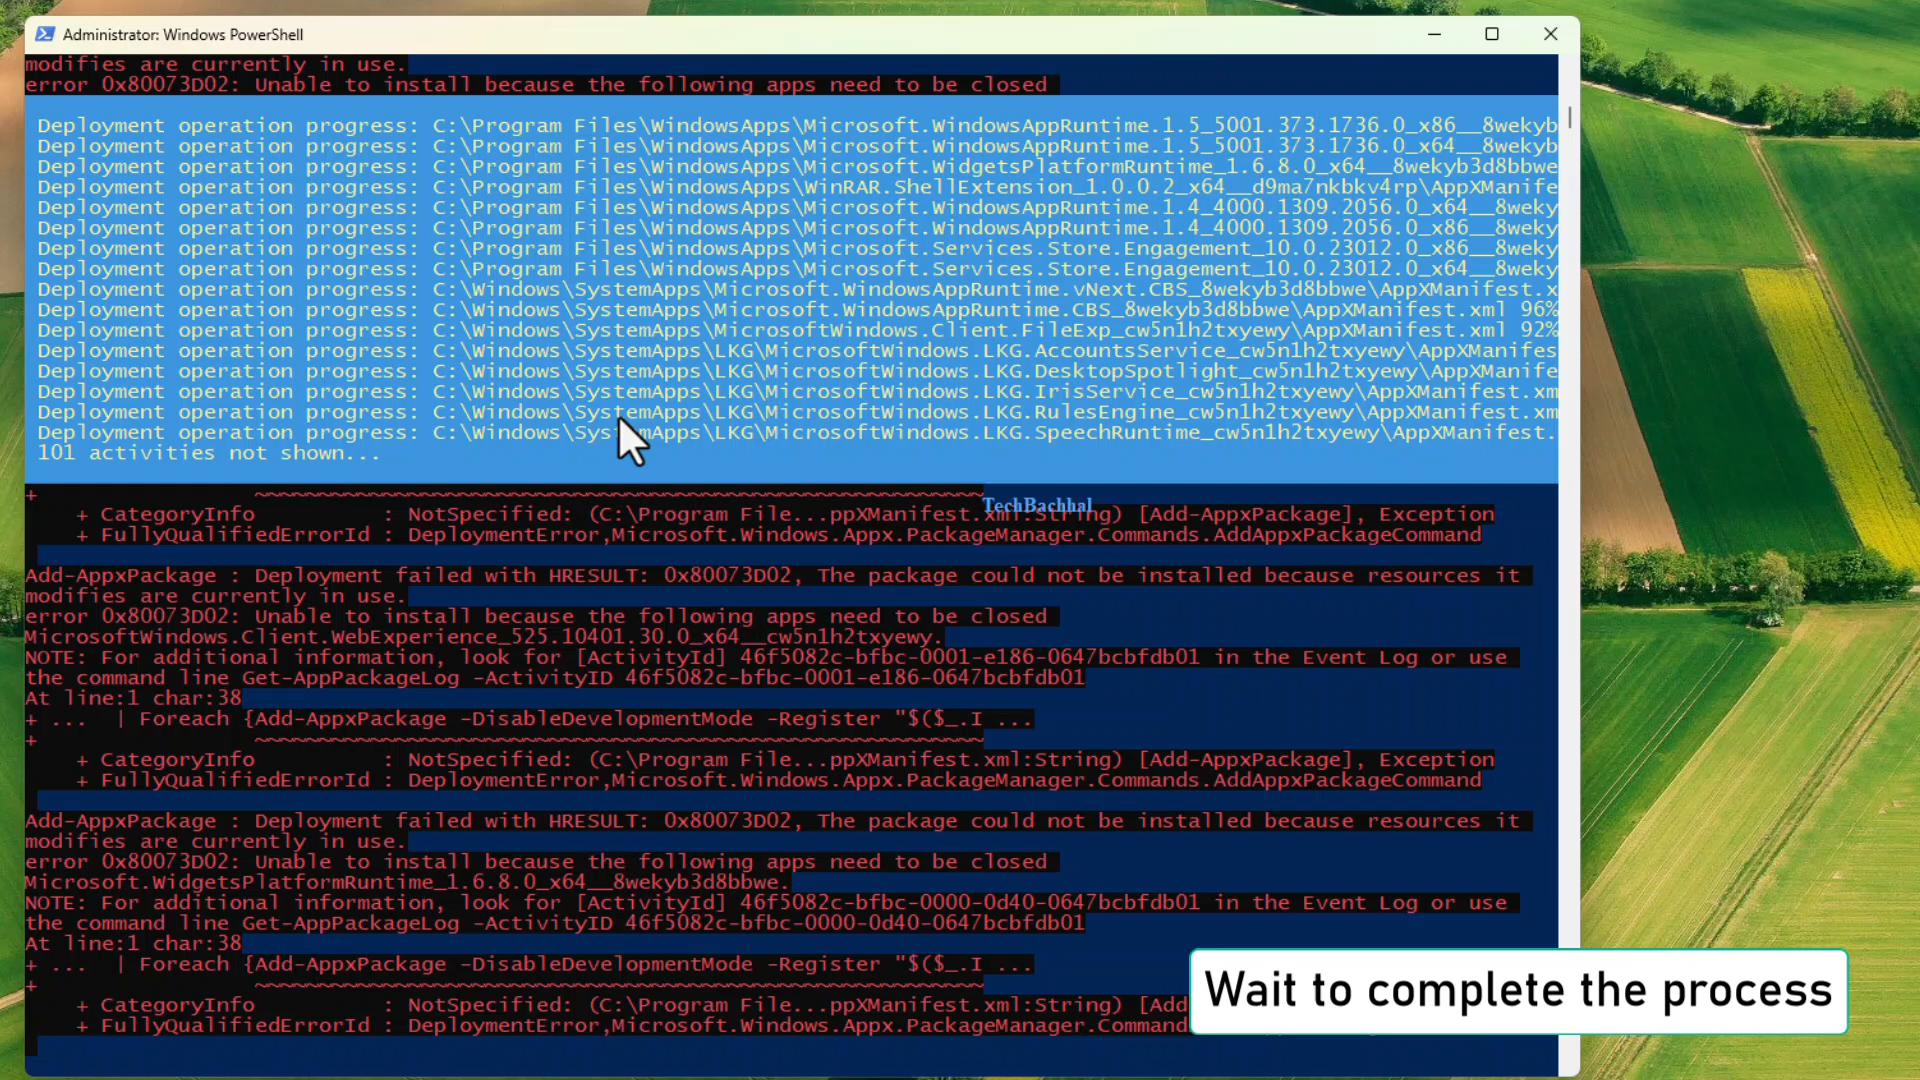 Administrator: Windows PowerShell
modifies are currently in use.
error 0x80073D02: Unable to install because the following apps need to be closed
Deployment operation progress: C:\Program Files\WindowsApps\Microsoft.WindowsAppRuntime.1.5_5001.373.1736.0_x86__8wekyb
Deployment operation progress: C:\Program Files\WindowsApps\Microsoft.WindowsAppRuntime.1.5_5001.373.1736.0_x64__8wekyb
Deployment operation progress: C:\Program Files\WindowsApps\Microsoft.WidgetsPlatformRuntime_1.6.8.0_x64__8wekyb3d8bbwe
Deployment operation progress: C:\Program Files\WindowsApps\WinRAR.ShellExtension_1.0.0.2_x64__d9ma7nkbkv4rp\AppXManife
Deployment operation progress: C:\Program Files\WindowsApps\Microsoft.WindowsAppRuntime.1.4_4000.1309.2056.0_x64__8weky
Deployment operation progress: C:\Program Files\WindowsApps\Microsoft.WindowsAppRuntime.1.4_4000.1309.2056.0_x64__8weky
Deployment operation progress: C:\Program Files\WindowsApps\Microsoft.Services.Store.Engagement_10.0.23012.0_x86__8weky
Deployment operation progress: C:\Program Files\WindowsApps\Microsoft.Services.Store.Engagement_10.0.23012.0_x64__8weky
Deployment operation progress: C:\Windows\SystemApps\Microsoft.WindowsAppRuntime.vNext.CBS_8wekyb3d8bbwe\AppXManifest.x
Deployment operation progress: C:\Windows\SystemApps\Microsoft.WindowsAppRuntime.CBS_8wekyb3d8bbwe\AppXManifest.xml 96%
Deployment operation progress: C:\Windows\SystemApps\MicrosoftWindows.Client.FileExp_cw5n1h2txyewy\AppXManifest.xml 92%
Deployment operation progress: C:\Windows\SystemApps\LKG\MicrosoftWindows.LKG.AccountsService_cw5n1h2txyewy\AppXManifes
Deployment operation progress: C:\Windows\SystemApps\LKG\MicrosoftWindows.LKG.DesktopSpotlight_cw5n1h2txyewy\AppXManife
Deployment operation progress: C:\Windows\SystemApps\LKG\MicrosoftWindows.LKG.IrisService_cw5n1h2txyewy\AppXManifest.xm
Deployment operation progress: C:\Windows\SystemApps\LKG\MicrosoftWindows.LKG.RulesEngine_cw5n1h2txyewy\AppXManifest.xm
Deployment operation progress: C:\Windows\SystemApps\LKG\MicrosoftWindows.LKG.SpeechRuntime_cw5n1h2txyewy\AppXManifest.
101 activities not shown...
+ ~~~~~~~~~~~~~~~~~~~~~~~~~~~~~~~~~~~~~~~~~~~~~~~~~~~~~~~~~
TechBachhal
+ CategoryInfo : NotSpecified: (C:\Program File...ppXManifest.xml:String) [Add-AppxPackage], Exception
+ FullyQualifiedErrorId : DeploymentError,Microsoft.Windows.Appx.PackageManager.Commands.AddAppxPackageCommand
Add-AppxPackage : Deployment failed with HRESULT: 0x80073D02, The package could not be installed because resources it
modifies are currently in use.
error 0x80073D02: Unable to install because the following apps need to be closed
MicrosoftWindows.Client.WebExperience_525.10401.30.0_x64__cw5n1h2txyewy.
NOTE: For additional information, look for [ActivityId] 46f5082c-bfbc-0001-e186-0647bcbfdb01 in the Event Log or use
the command line Get-AppPackageLog -ActivityID 46f5082c-bfbc-0001-e186-0647bcbfdb01
At line:1 char:38
+ ... | Foreach {Add-AppxPackage -DisableDevelopmentMode -Register "$($_.I ...
+ ~~~~~~~~~~~~~~~~~~~~~~~~~~~~~~~~~~~~~~~~~~~~~~~~~~~~~~~~~
+ CategoryInfo : NotSpecified: (C:\Program File...ppXManifest.xml:String) [Add-AppxPackage], Exception
+ FullyQualifiedErrorId : DeploymentError,Microsoft.Windows.Appx.PackageManager.Commands.AddAppxPackageCommand
Add-AppxPackage : Deployment failed with HRESULT: 0x80073D02, The package could not be installed because resources it
modifies are currently in use.
error 0x80073D02: Unable to install because the following apps need to be closed
Microsoft.WidgetsPlatformRuntime_1.6.8.0_x64__8wekyb3d8bbwe.
NOTE: For additional information, look for [ActivityId] 46f5082c-bfbc-0000-0d40-0647bcbfdb01 in the Event Log or use
the command line Get-AppPackageLog -ActivityID 46f5082c-bfbc-0000-0d40-0647bcbfdb01
At line:1 char:38
+ ... | Foreach {Add-AppxPackage -DisableDevelopmentMode -Register "$($_.I ...
+ ~~~~~~~~~~~~~~~~~~~~~~~~~~~~~~~~~~~~~~~~~~~~~~~~~~~~~~~~~
+ CategoryInfo : NotSpecified: (C:\Program File...ppXManifest.xml:String) [Add
+ FullyQualifiedErrorId : DeploymentError,Microsoft.Windows.Appx.PackageManager.Command
Wait to complete the process